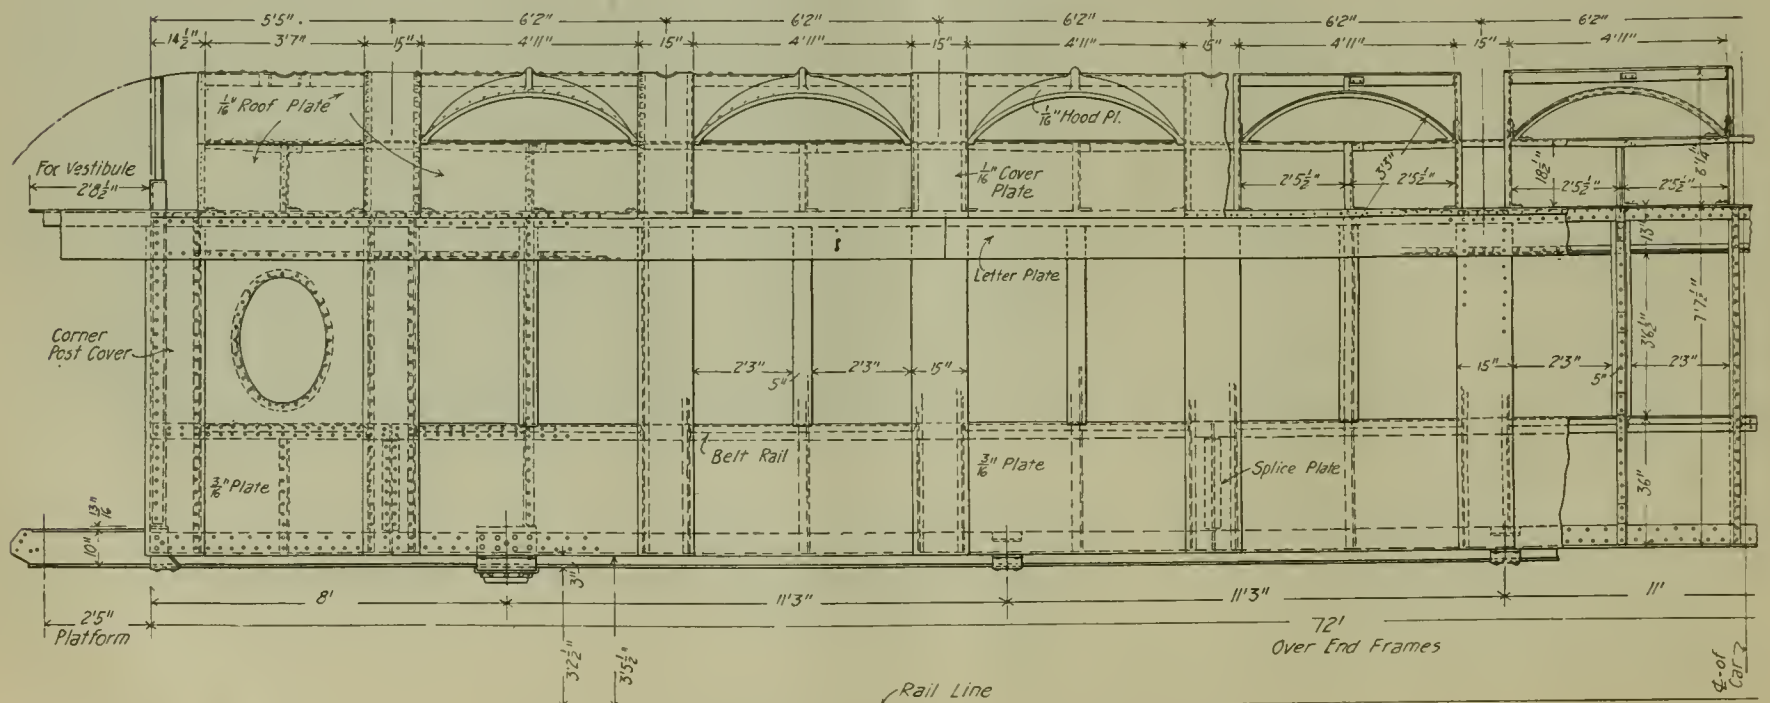 5'5" 6'2" 6'2" 6'2" 6'2" 6'2"
14½" 3'7" 15" 4'11" 15" 4'11" 15" 4'11" 15" 4'11" 15" 4'11"
1/16" Roof Plate
1/16" Hood Pl.
For Vestibule
2'8½"
1/16" Cover
Plate
3'3"
2'5½" 2'5½"
18½"
2'5½" 2'5½"
Letter Plate
13"
Corner
Post Cover
2'3" 5" 2'3" 15"
15" 2'3" 5" 2'3"
3'6½"
7'7½"
Belt Rail
3/16" Plate
3/16" Plate
Splice Plate
36"
10"
3"
8' 11'3" 11'3" 11'
2'5"
Platform
72'
Over End Frames
3'2½"
3'5½"
℄ of
Car
Rail Line